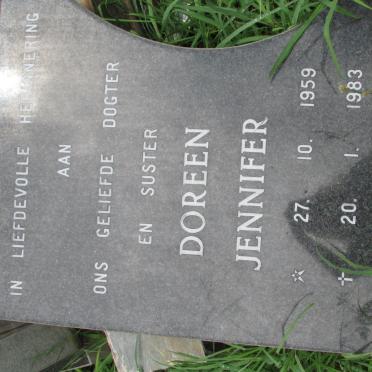 IN LIEFDEVOLLE HERINNERING
AAN
ONS GELIEFDE DOGTER
EN SUSTER
DOREEN
JENNIFER
☆ 27. 10. 1959
✝ 20. 1. 1983